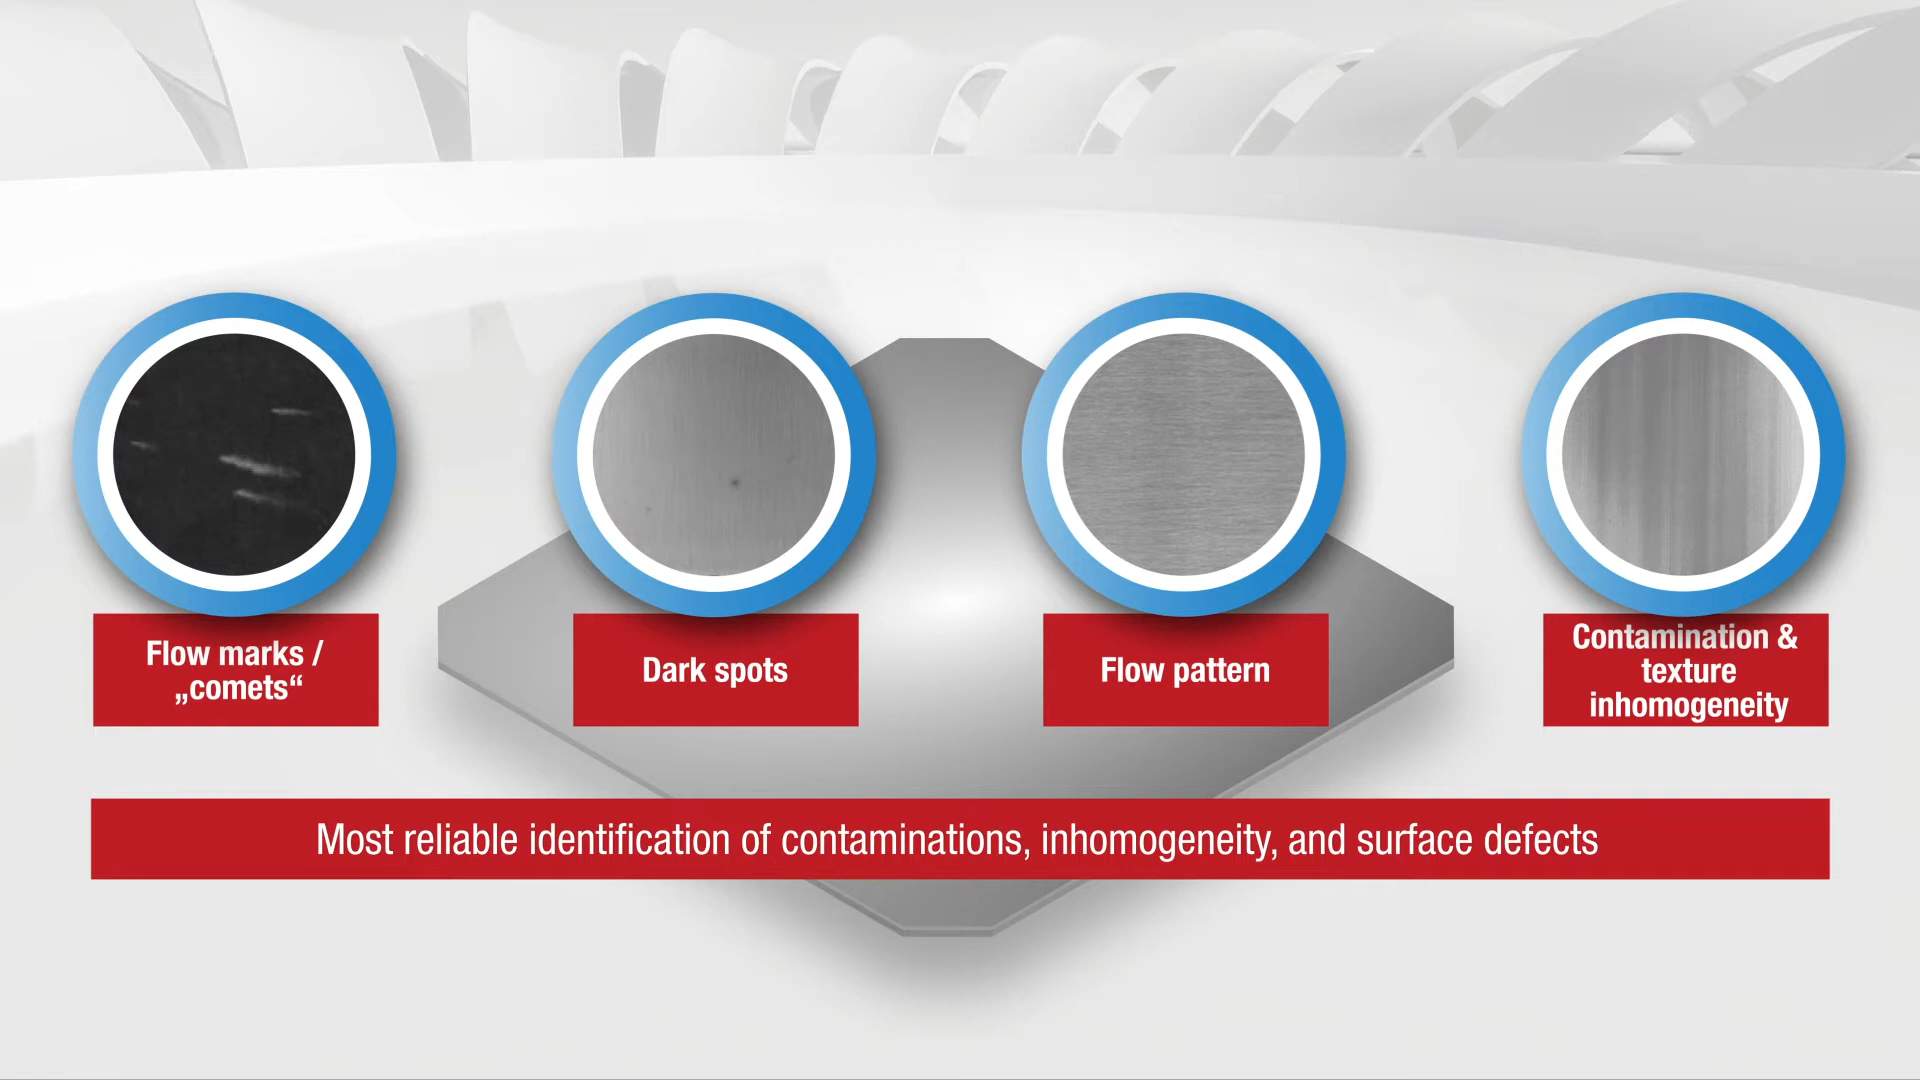 Flow marks /
„comets“
Dark spots
Flow pattern
Contamination &
texture
inhomogeneity
Most reliable identification of contaminations, inhomogeneity, and surface defects